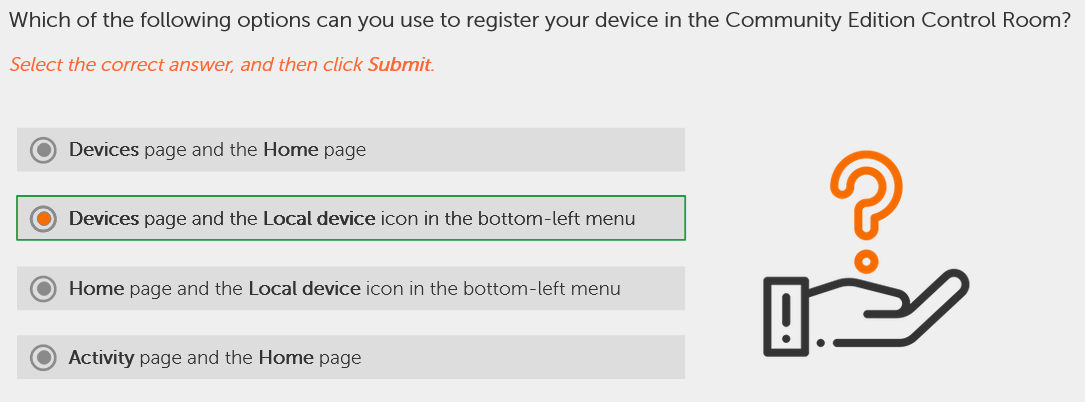 Which of the following options can you use to register your device in the Community Edition Control Room?
Select the correct answer, and then click Submit.
Devices page and the Home page
Devices page and the Local device icon in the bottom-left menu
Home page and the Local device icon in the bottom-left menu
Activity page and the Home page